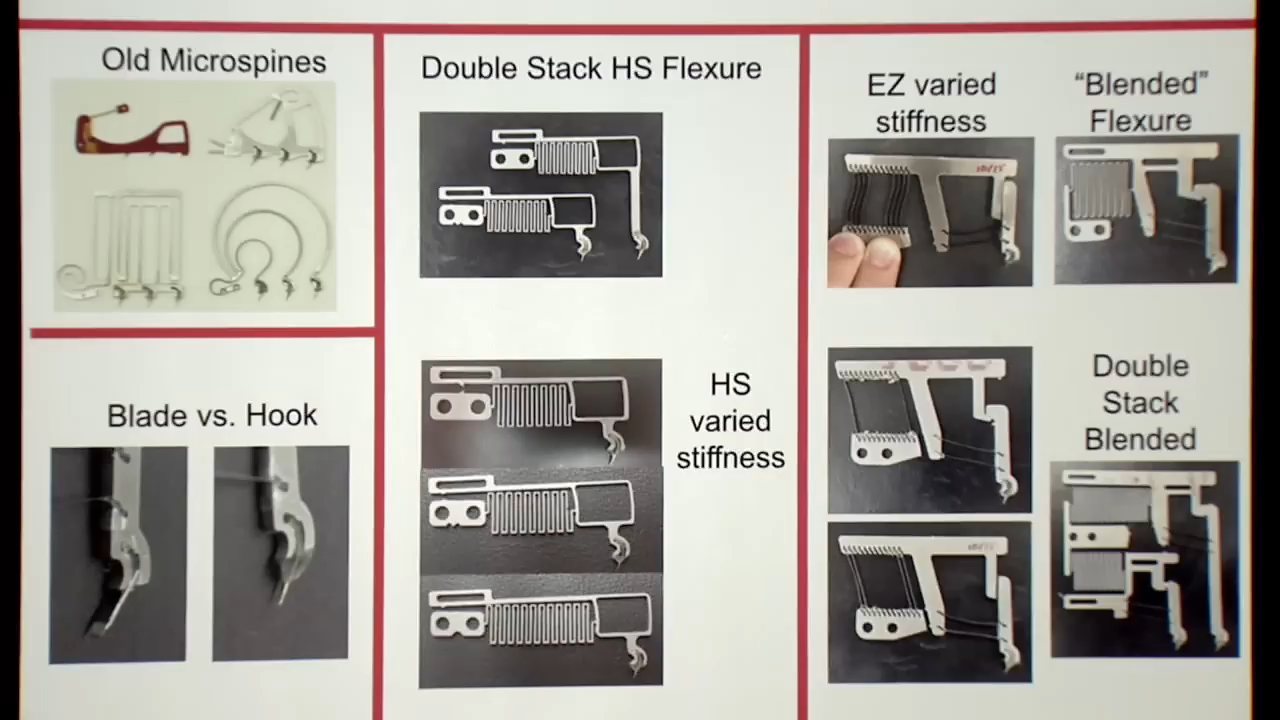 Old Microspines
Blade vs. Hook
Double Stack HS Flexure
HS
varied
stiffness
EZ varied
stiffness
“Blended”
Flexure
Double
Stack
Blended